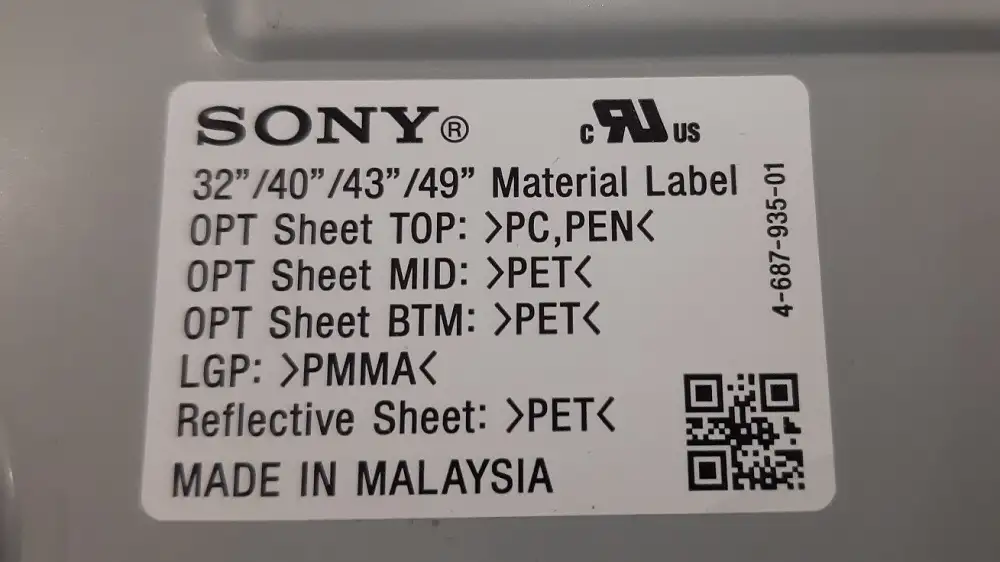 SONY®
c RU US
32”/40”/43”/49” Material Label
OPT Sheet TOP: >PC,PEN<
OPT Sheet MID: >PET<
OPT Sheet BTM: >PET<
LGP: >PMMA<
Reflective Sheet: >PET<
MADE IN MALAYSIA
4-687-935-01